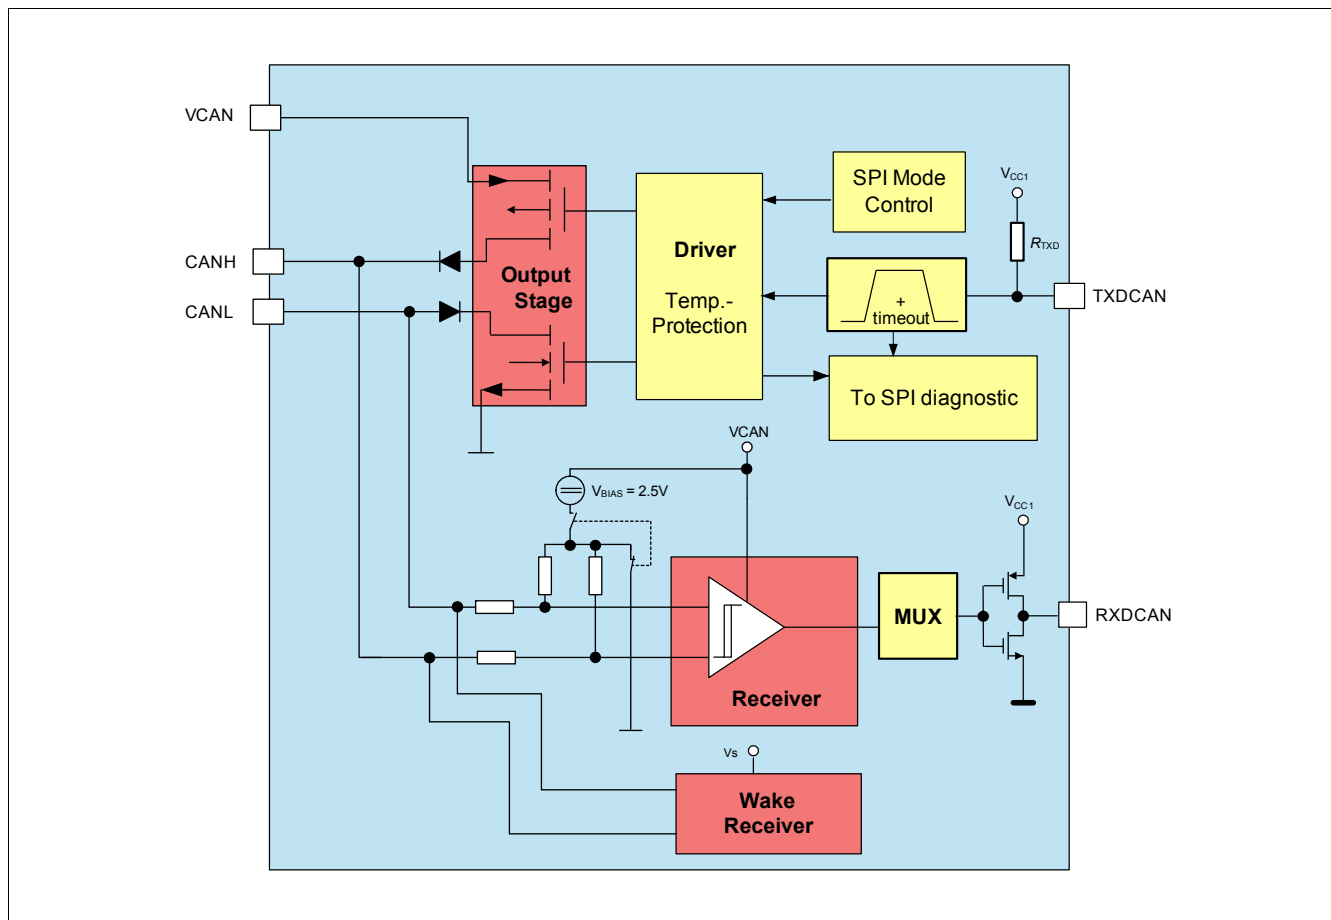 VCAN
SPI Mode
Control
VCC1
RTXD
CANH
Driver
Output
Stage
CANL
Temp.-
Protection
+
timeout
TXDCAN
To SPI diagnostic
VCAN
VBIAS = 2.5V
VCC1
MUX
RXDCAN
Receiver
Vs
Wake
Receiver